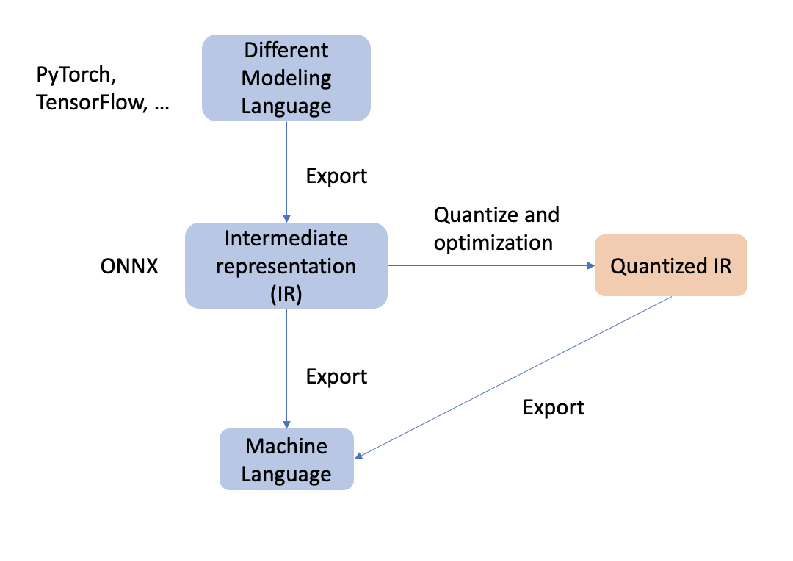 Different
Modeling
Language
PyTorch,
TensorFlow, ...
Export
Quantize and
optimization
Intermediate
representation
(IR)
ONNX
Quantized IR
Export
Export
Machine
Language